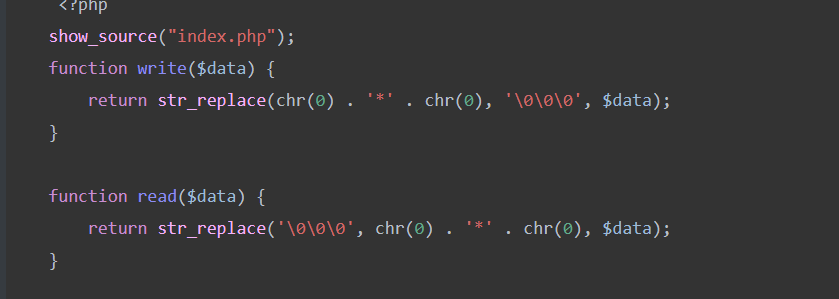 <?php
show_source("index.php");
function write($data) {
    return str_replace(chr(0) . '*' . chr(0), '\0\0\0', $data);
}

function read($data) {
    return str_replace('\0\0\0', chr(0) . '*' . chr(0), $data);
}